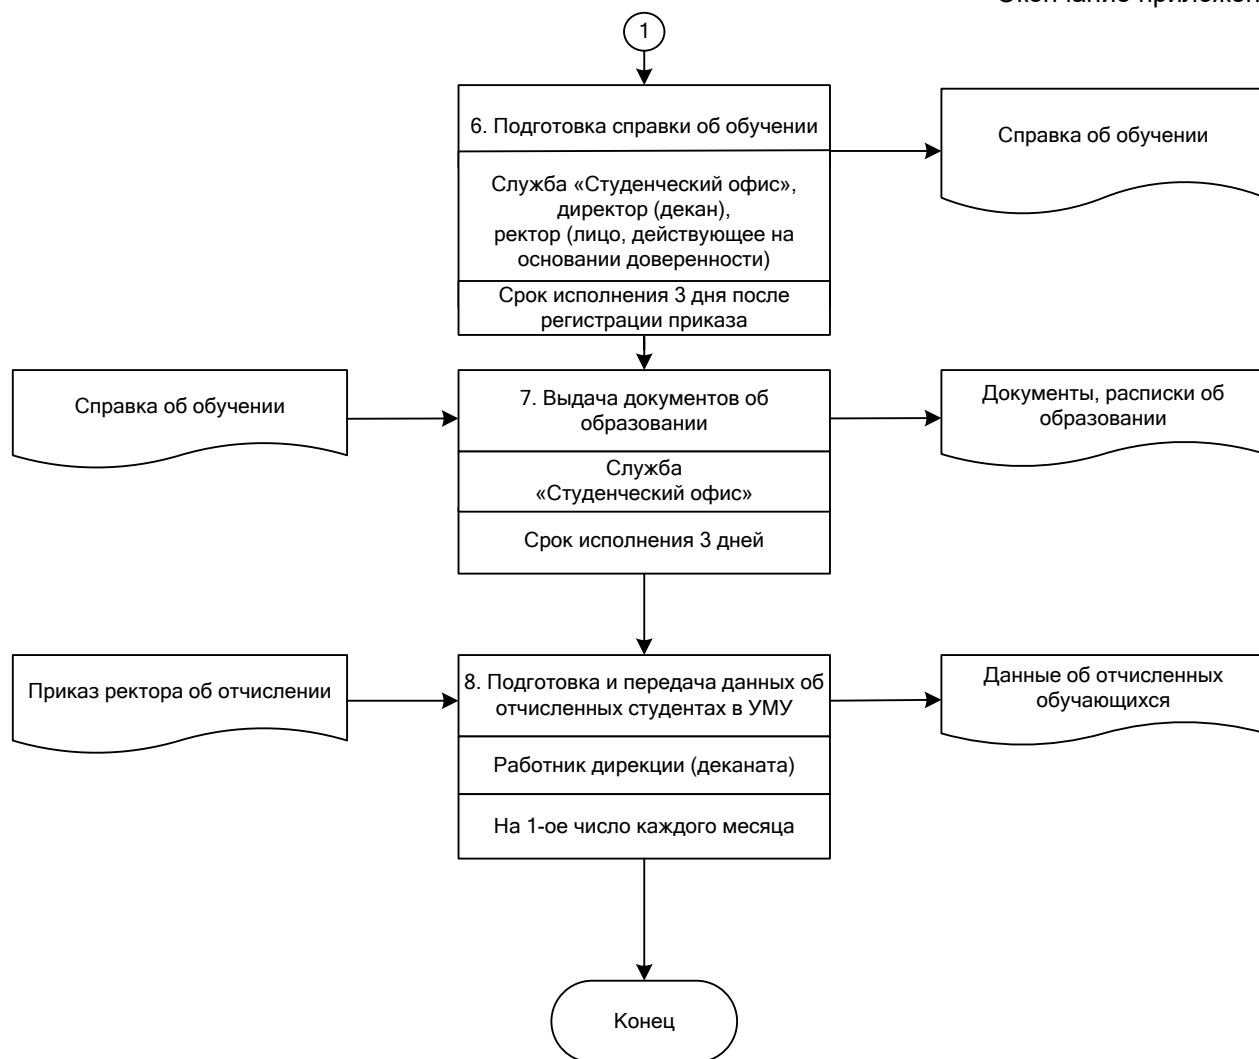 Окончание
1
6. Подготовка справки об обучении
Справка об обучении
Служба «Студенческий офис»,
директор (декан),
ректор (лицо, действующее на
основании доверенности)
Срок исполнения 3 дня после
регистрации приказа
Справка об обучении
7. Выдача документов об
образовании
Документы, расписки об
образовании
Служба
«Студенческий офис»
Срок исполнения 3 дней
Приказ ректора об отчислении
8. Подготовка и передача данных об
отчисленных студентах в УМУ
Данные об отчисленных
обучающихся
Работник дирекции (деканата)
На 1-ое число каждого месяца
Конец